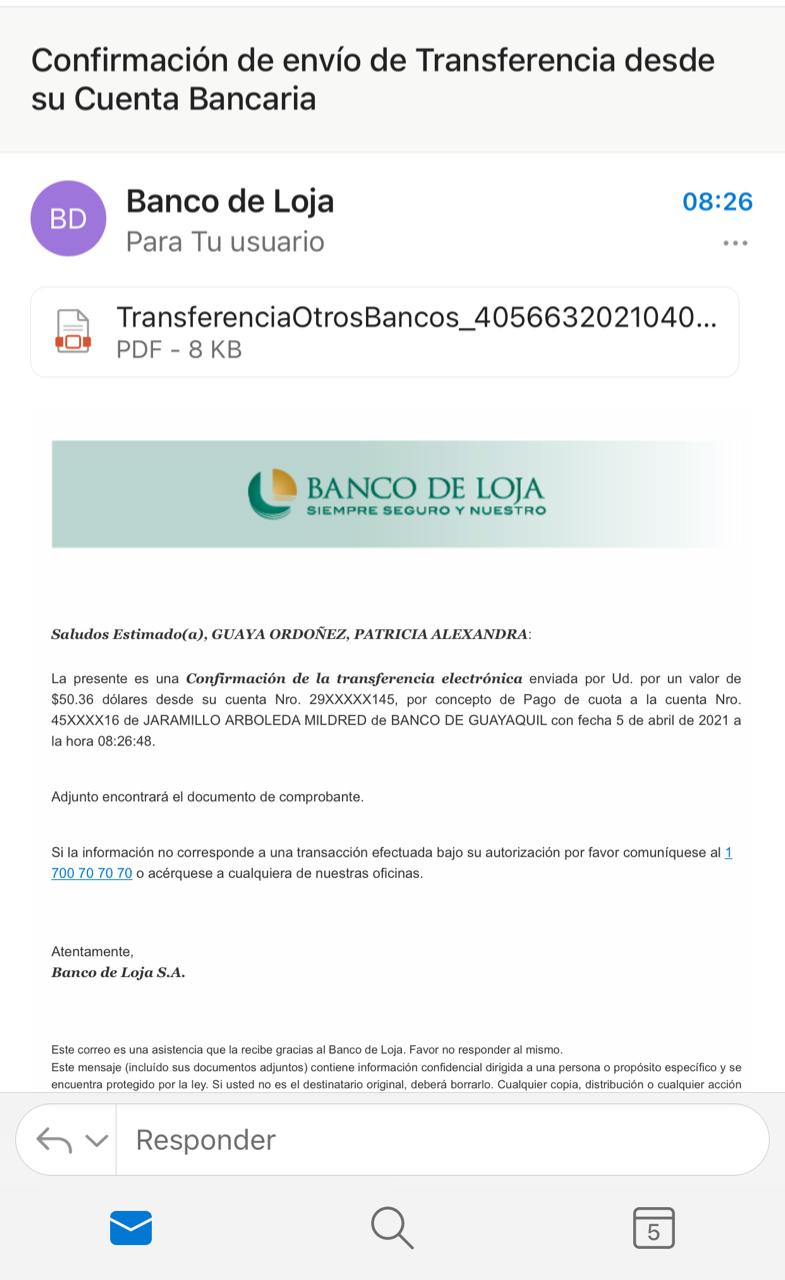 Confirmación de envío de Transferencia desde
su Cuenta Bancaria
BD
Banco de Loja
08:26
Para Tu usuario
TransferenciaOtrosBancos_4056632021040...
PDF - 8 KB
BANCO DE LOJA
SIEMPRE SEGURO Y NUESTRO
Saludos Estimado(a), GUAYA ORDOÑEZ, PATRICIA ALEXANDRA:
La presente es una Confirmación de la transferencia electrónica enviada por Ud. por un valor de
$50.36 dólares desde su cuenta Nro. 29XXXXX145, por concepto de Pago de cuota a la cuenta Nro.
45XXXX16 de JARAMILLO ARBOLEDA MILDRED de BANCO DE GUAYAQUIL con fecha 5 de abril de 2021 a
la hora 08:26:48.
Adjunto encontrará el documento de comprobante.
Si la información no corresponde a una transacción efectuada bajo su autorización por favor comuníquese al 1
700 70 70 70 o acérquese a cualquiera de nuestras oficinas.
Atentamente,
Banco de Loja S.A.
Este correo es una asistencia que la recibe gracias al Banco de Loja. Favor no responder al mismo.
Este mensaje (incluído sus documentos adjuntos) contiene información confidencial dirigida a una persona o propósito específico y se
encuentra protegido por la ley. Si usted no es el destinatario original, deberá borrarlo. Cualquier copia, distribución o cualquier acción
Responder
5